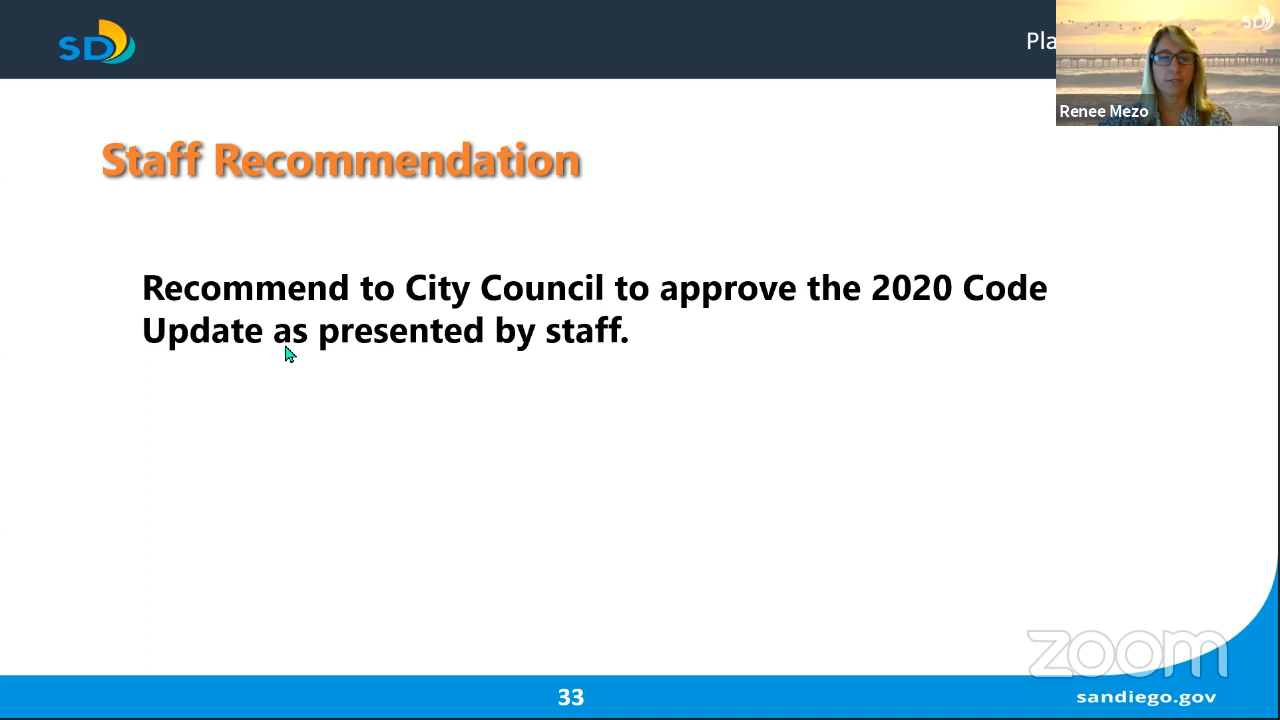 SD
Pla
SD
Renee Mezo
Staff Recommendation
Recommend to City Council to approve the 2020 Code
Update as presented by staff.
zoom
33
sandiego.gov